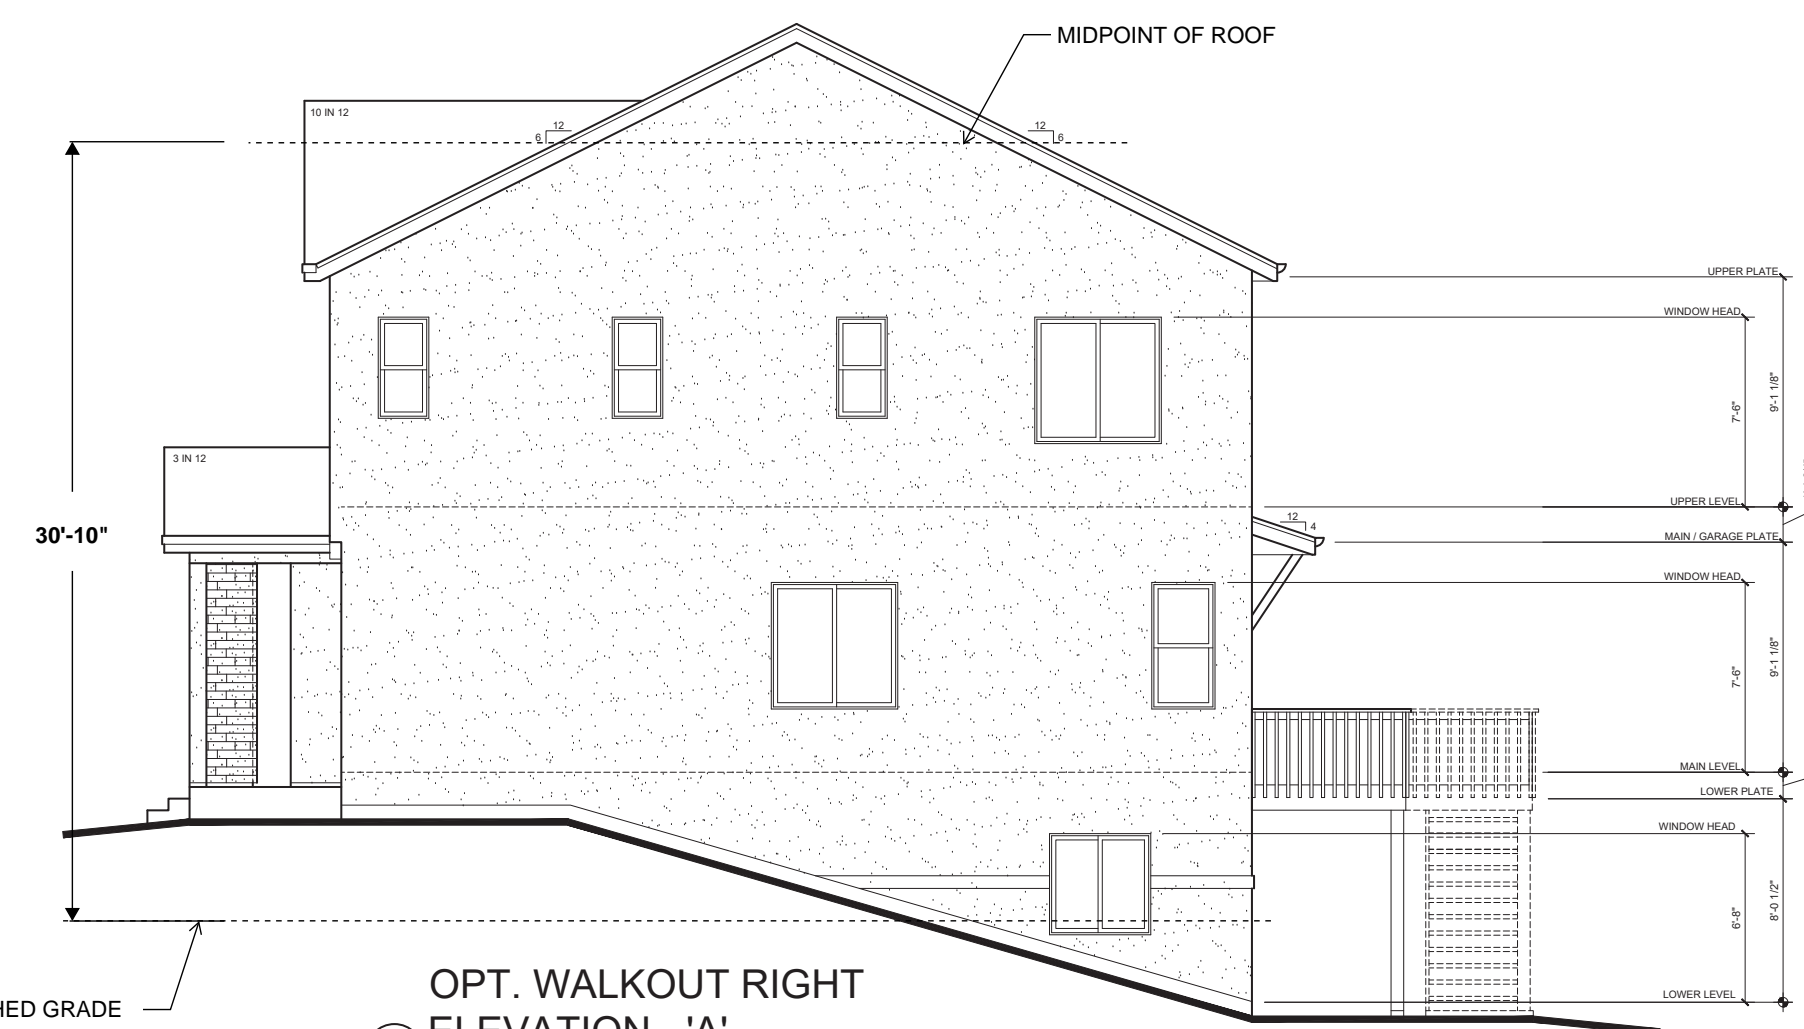 MIDPOINT OF ROOF
10 IN 12
12
6
12
6
UPPER PLATE
WINDOW HEAD
9'-1 1/8"
7'-6"
3 IN 12
UPPER LEVEL
12
4
30'-10"
MAIN / GARAGE PLATE
WINDOW HEAD
9'-1 1/8"
7'-6"
MAIN LEVEL
LOWER PLATE
WINDOW HEAD
8'-0 1/2"
6'-8"
OPT. WALKOUT RIGHT
LOWER LEVEL
HED GRADE
ELEVATION - 'A'